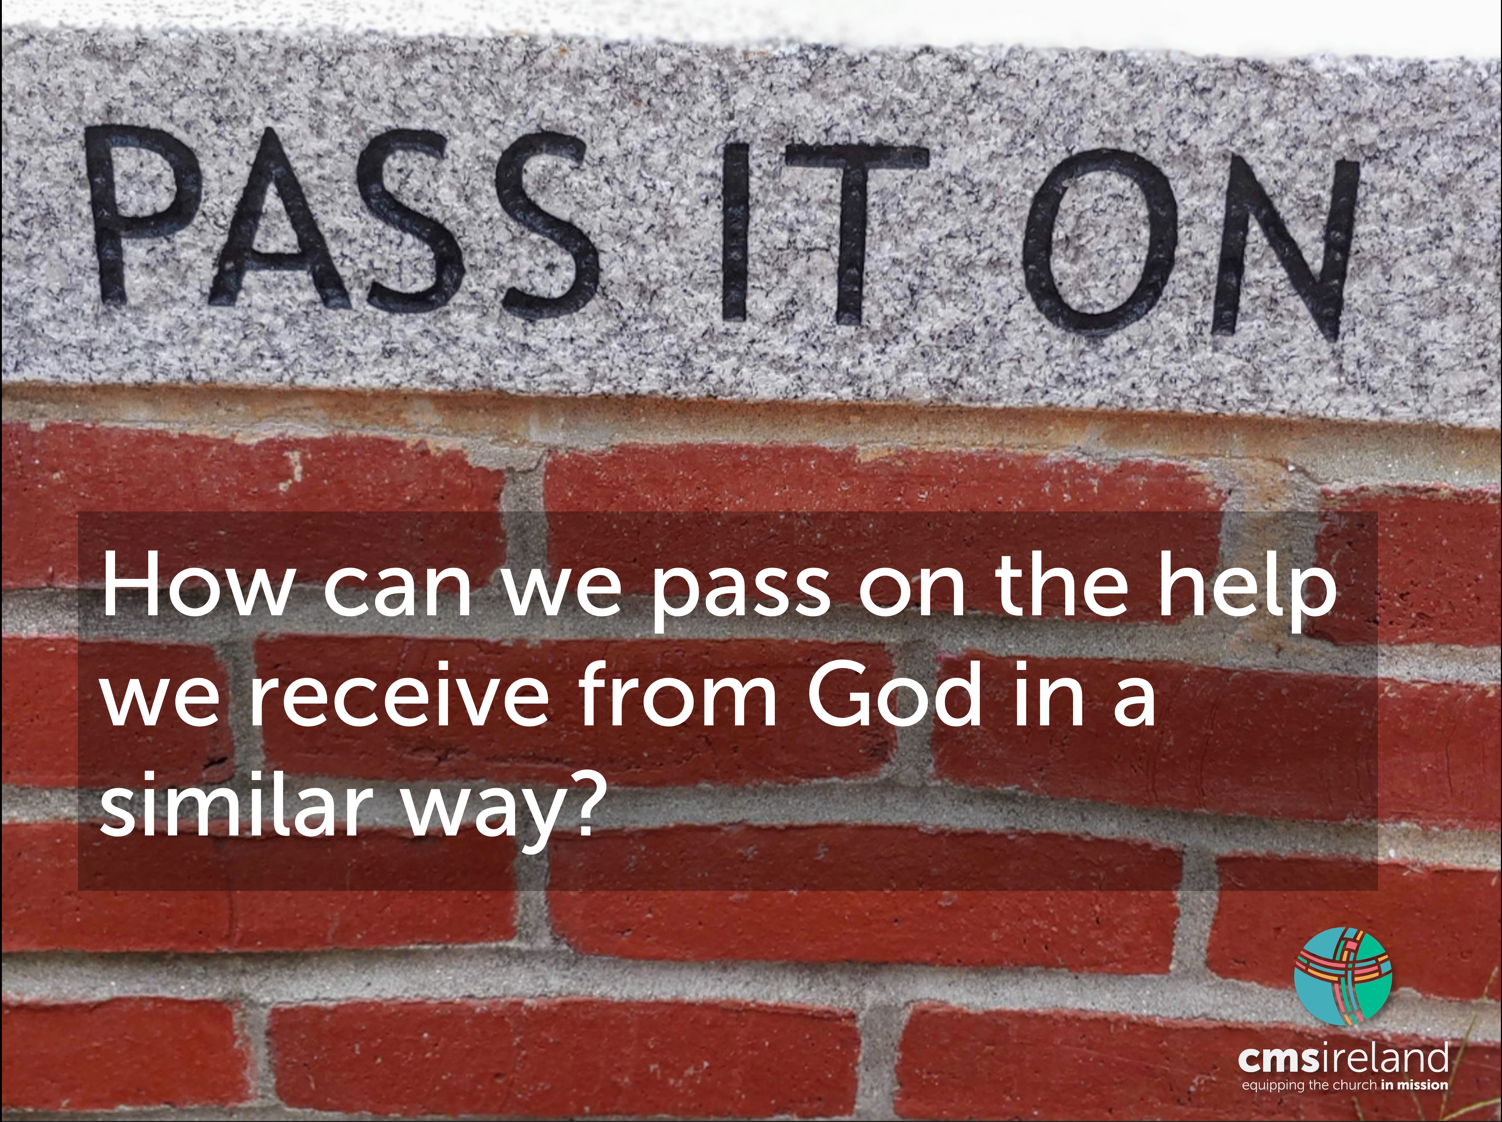 PASS IT ON
How can we pass on the help
we receive from God in a
similar way?
cmsireland
equipping the church in mission